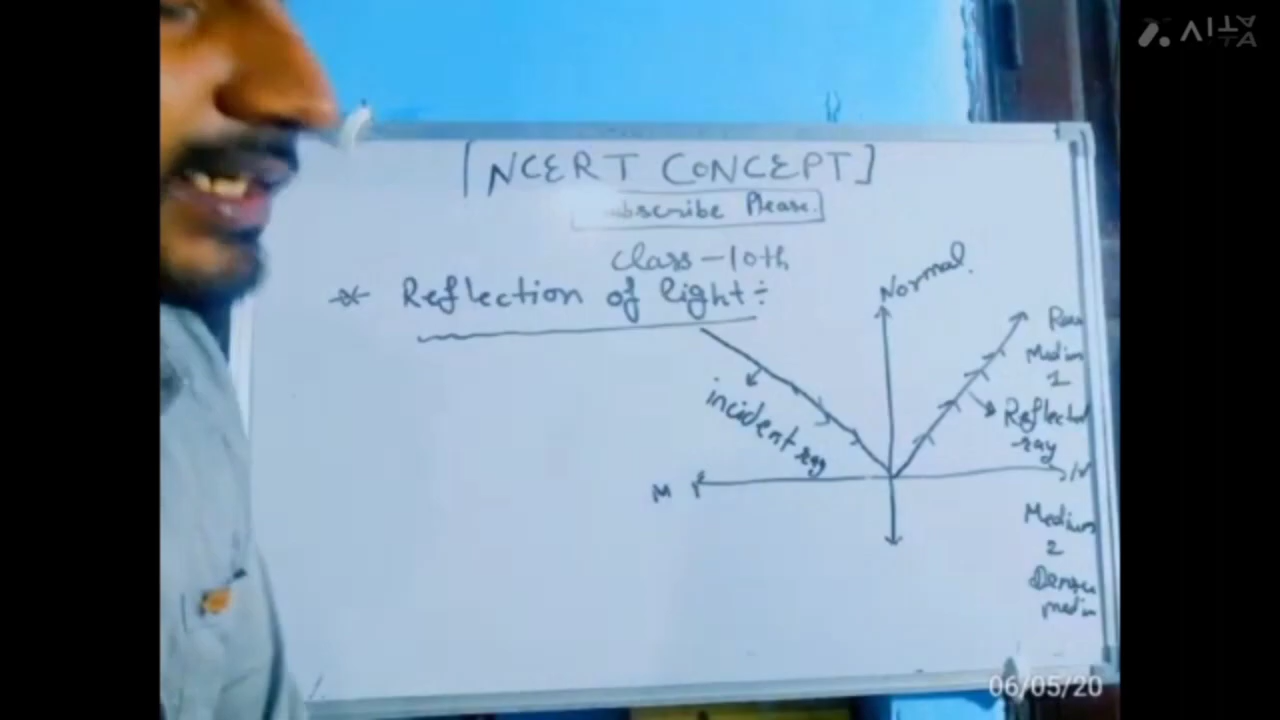 [NCERT CONCEPT]
Subscribe Please.
class-10th
* Reflection of light:-
Normal.
Medium
1
incident ray
Reflected
ray
M
N
Medium
2
Denser
medium
06/05/20